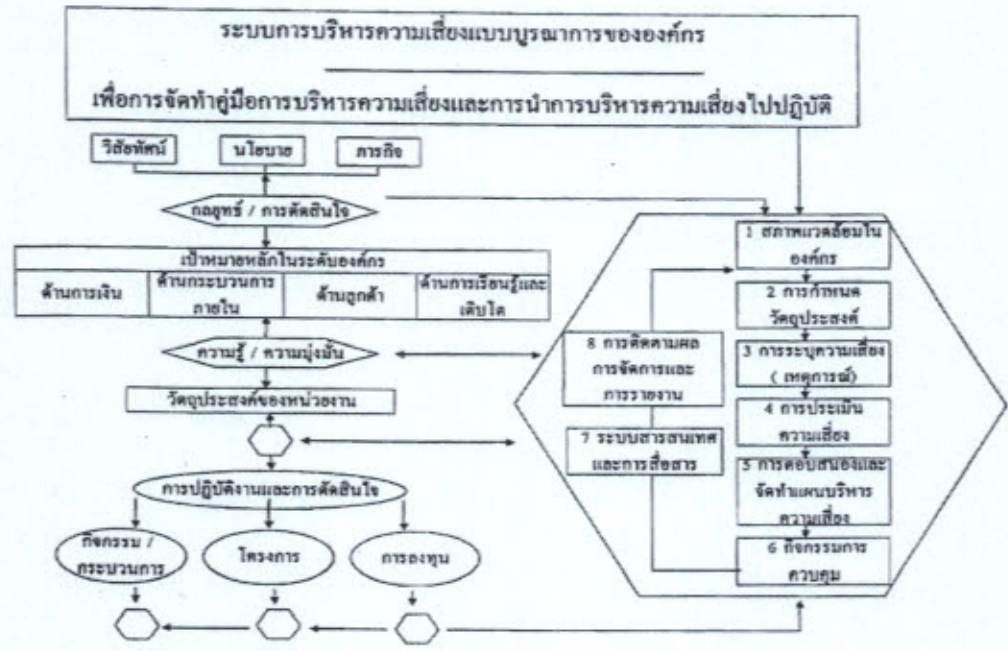 ระบบการบริหารความเสี่ยงแบบบูรณาการขององค์กร
เพื่อการจัดทำคู่มือการบริหารความเสี่ยงและการนำการบริหารความเสี่ยงไปปฏิบัติ
วิสัยทัศน์
นโยบาย
ภารกิจ
กลยุทธ์ / การตัดสินใจ
เป้าหมายหลักในระดับองค์กร
ด้านการเงิน
ด้านกระบวนการ
ภายใน
ด้านลูกค้า
ด้านการเรียนรู้และ
เติบโต
ความรู้ / ความมุ่งมั่น
วัตถุประสงค์ของหน่วยงาน
การปฏิบัติงานและการตัดสินใจ
กิจกรรม /
กระบวนการ
โครงการ
การลงทุน
1 สภาพแวดล้อมใน
องค์กร
2 การกำหนด
วัตถุประสงค์
3 การระบุความเสี่ยง
( เหตุการณ์)
4 การประเมิน
ความเสี่ยง
5 การตอบสนองและ
จัดทำแผนบริหาร
ความเสี่ยง
6 กิจกรรมการ
ควบคุม
7 ระบบสารสนเทศ
และการสื่อสาร
8 การติดตามผล
การจัดการและ
การรายงาน